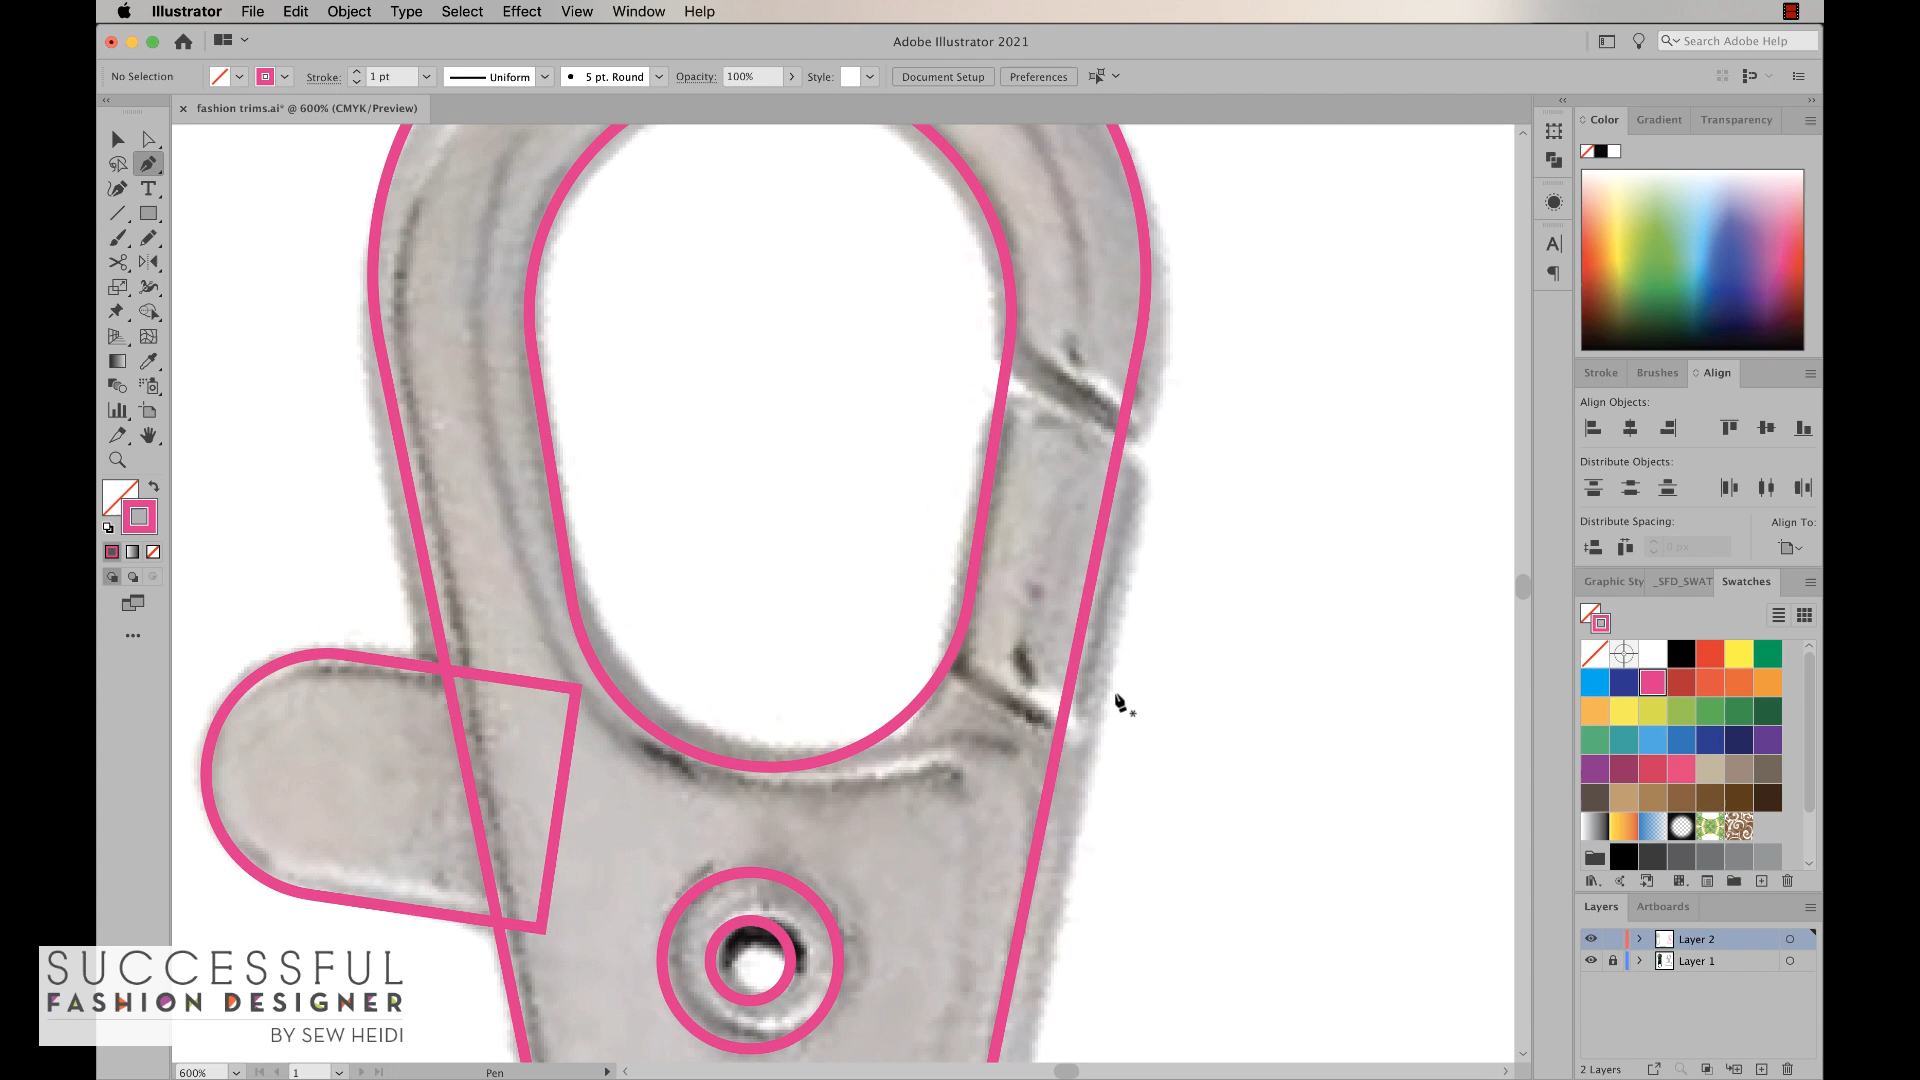 Illustrator File Edit Object Type Select Effect View Window Help
Adobe Illustrator 2021
Search Adobe Help
No Selection Stroke: 1 pt Uniform 5 pt. Round Opacity: 100% Style: Document Setup Preferences
fashion trims.ai* @ 600% (CMYK/Preview)
Color Gradient Transparency
Stroke Brushes Align
Align Objects:
Distribute Objects:
Distribute Spacing: Align To:
0 px
Graphic Sty _SFD_SWAT Swatches
Layers Artboards
Layer 2
Layer 1
2 Layers
SUCCESSFUL
FASHION DESIGNER
BY SEW HEIDI
600% 1 Pen